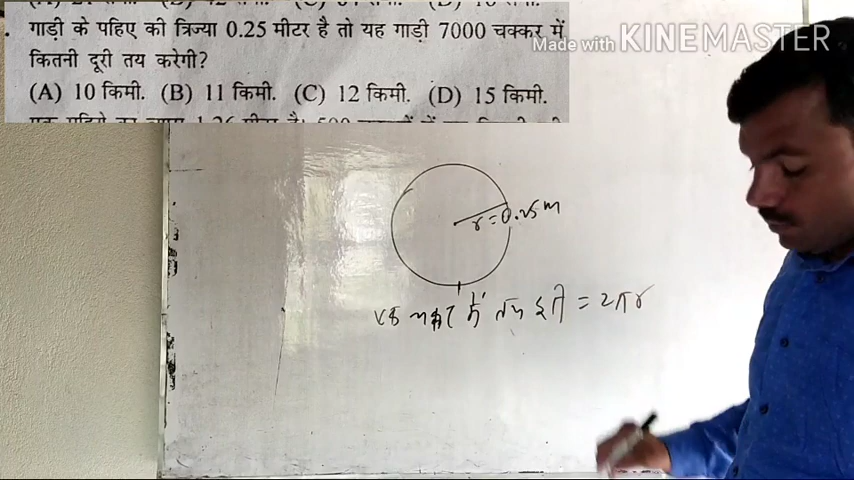 गाड़ी के पहिए की त्रिज्या 0.25 मीटर है तो यह गाड़ी 7000 चक्कर में
Made with KINEMASTER
कितनी दूरी तय करेगी?
(A) 10 किमी. (B) 11 किमी. (C) 12 किमी. (D) 15 किमी.
r = 0.25 m
एक चक्कर में तय दूरी = 2πr